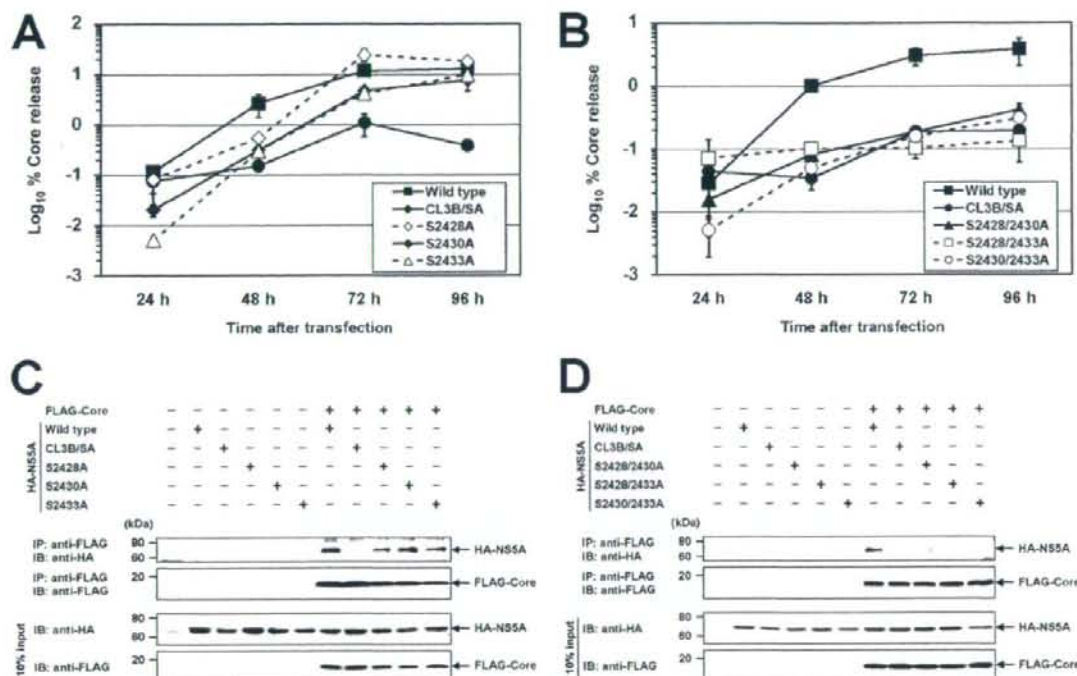 A
Log10 % Core release
2
1
0
-1
-2
-3
Wild type
CL3B/SA
S2428A
S2430A
S2433A
24 h 48 h 72 h 96 h
Time after transfection
B
Log10 % Core release
1
0
-1
-2
-3
Wild type
CL3B/SA
S2428/2430A
S2428/2433A
S2430/2433A
24 h 48 h 72 h 96 h
Time after transfection
C
FLAG-Core – – – – – – + + + + +
HA-NS5A
Wild type – + – – – – + – – – –
CL3B/SA – – + – – – – + – – –
S2428A – – – + – – – – + – –
S2430A – – – – + – – – – + –
S2433A – – – – – + – – – – +
(kDa)
IP: anti-FLAG
IB: anti-HA
80
60
HA-NS5A
IP: anti-FLAG
IB: anti-FLAG
20
FLAG-Core
10% input
IB: anti-HA
80
60
HA-NS5A
IB: anti-FLAG
20
FLAG-Core
D
FLAG-Core – – – – – – + + + + +
HA-NS5A
Wild type – + – – – – + – – – –
CL3B/SA – – + – – – – + – – –
S2428/2430A – – – + – – – – + – –
S2428/2433A – – – – + – – – – + –
S2430/2433A – – – – – + – – – – +
(kDa)
IP: anti-FLAG
IB: anti-HA
80
60
HA-NS5A
IP: anti-FLAG
IB: anti-FLAG
20
FLAG-Core
10% input
IB: anti-HA
80
60
HA-NS5A
IB: anti-FLAG
20
FLAG-Core